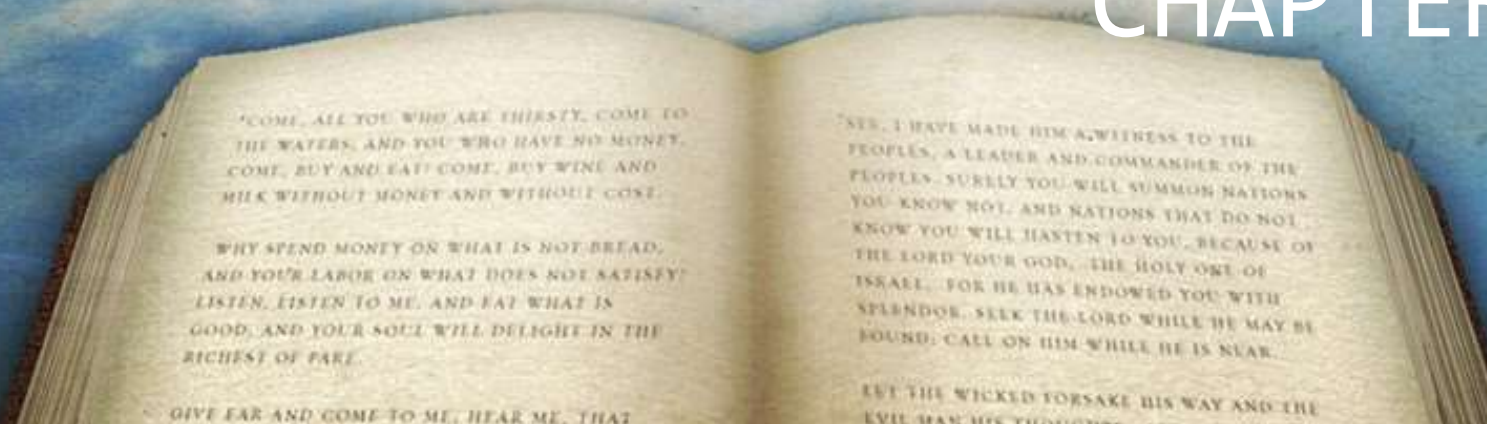 CHAPTER
"COME, ALL YOU WHO ARE THIRSTY, COME TO
THE WATERS; AND YOU WHO HAVE NO MONEY,
COME, BUY AND EAT! COME, BUY WINE AND
MILK WITHOUT MONEY AND WITHOUT COST.
WHY SPEND MONEY ON WHAT IS NOT BREAD,
AND YOUR LABOR ON WHAT DOES NOT SATISFY?
LISTEN, LISTEN TO ME, AND EAT WHAT IS
GOOD, AND YOUR SOUL WILL DELIGHT IN THE
RICHEST OF FARE.
GIVE EAR AND COME TO ME, HEAR ME, THAT
"SEE, I HAVE MADE HIM A WITNESS TO THE
PEOPLES, A LEADER AND COMMANDER OF THE
PEOPLES. SURELY YOU WILL SUMMON NATIONS
YOU KNOW NOT, AND NATIONS THAT DO NOT
KNOW YOU WILL HASTEN TO YOU, BECAUSE OF
THE LORD YOUR GOD, THE HOLY ONE OF
ISRAEL, FOR HE HAS ENDOWED YOU WITH
SPLENDOR. SEEK THE LORD WHILE HE MAY BE
FOUND; CALL ON HIM WHILE HE IS NEAR.
LET THE WICKED FORSAKE HIS WAY AND THE
EVIL MAN HIS THOUGHTS